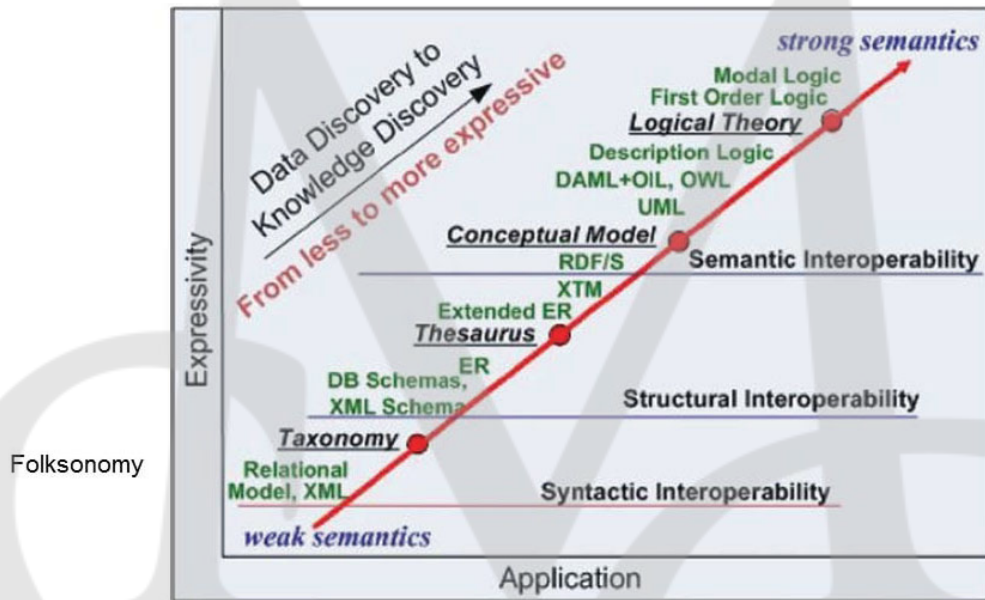 strong semantics
Modal Logic
First Order Logic
Logical Theory
Description Logic
DAML+OIL, OWL
UML
Conceptual Model
Semantic Interoperability
RDF/S
XTM
Extended ER
Thesaurus
ER
DB Schemas,
XML Schema
Structural Interoperability
Taxonomy
Relational
Model, XML
Syntactic Interoperability
weak semantics
Data Discovery to
Knowledge Discovery
From less to more expressive
Expressivity
Application
Folksonomy